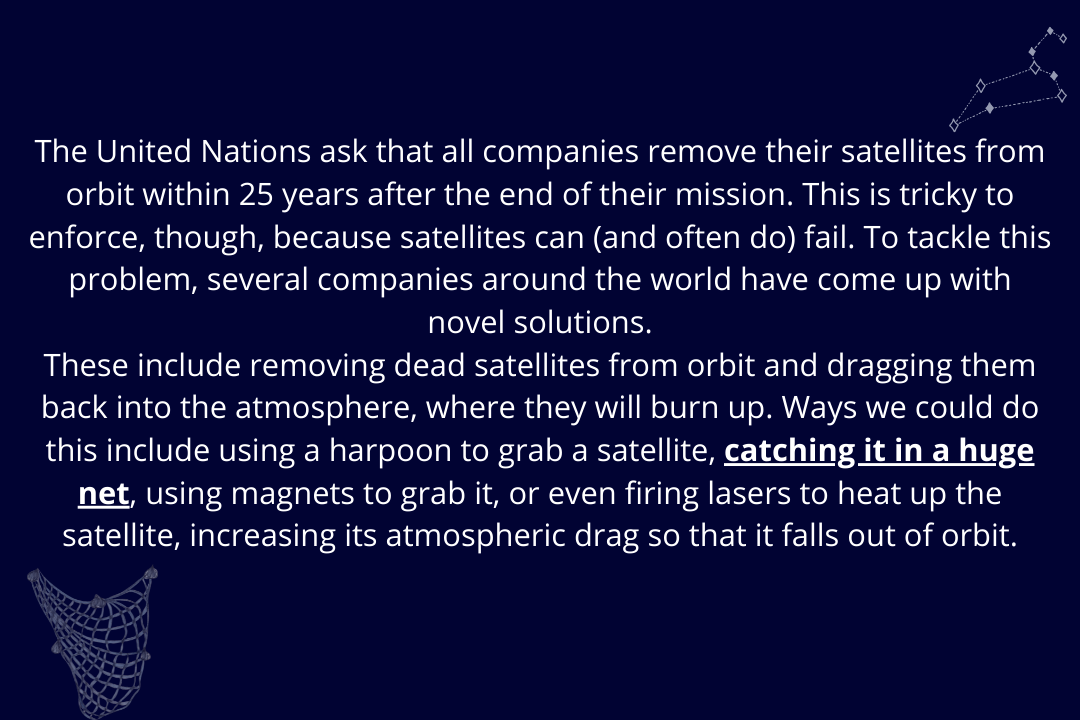 The United Nations ask that all companies remove their satellites from
orbit within 25 years after the end of their mission. This is tricky to
enforce, though, because satellites can (and often do) fail. To tackle this
problem, several companies around the world have come up with
novel solutions.
These include removing dead satellites from orbit and dragging them
back into the atmosphere, where they will burn up. Ways we could do
this include using a harpoon to grab a satellite, catching it in a huge
net, using magnets to grab it, or even firing lasers to heat up the
satellite, increasing its atmospheric drag so that it falls out of orbit.